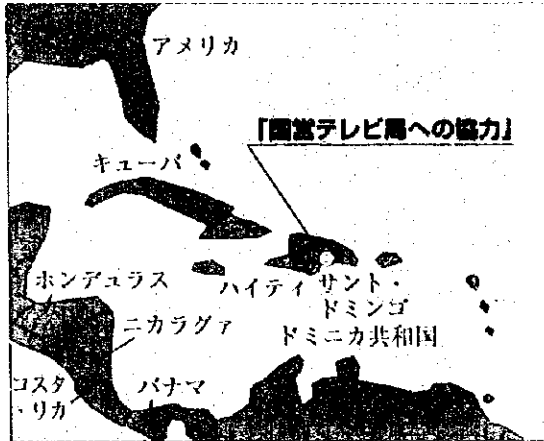 アメリカ
「国営テレビ局への協力」
キューバ
ホンデュラス
ハイティ
サント・
ドミンゴ
ニカラグァ
ドミニカ共和国
コスタ
・リカ
パナマ